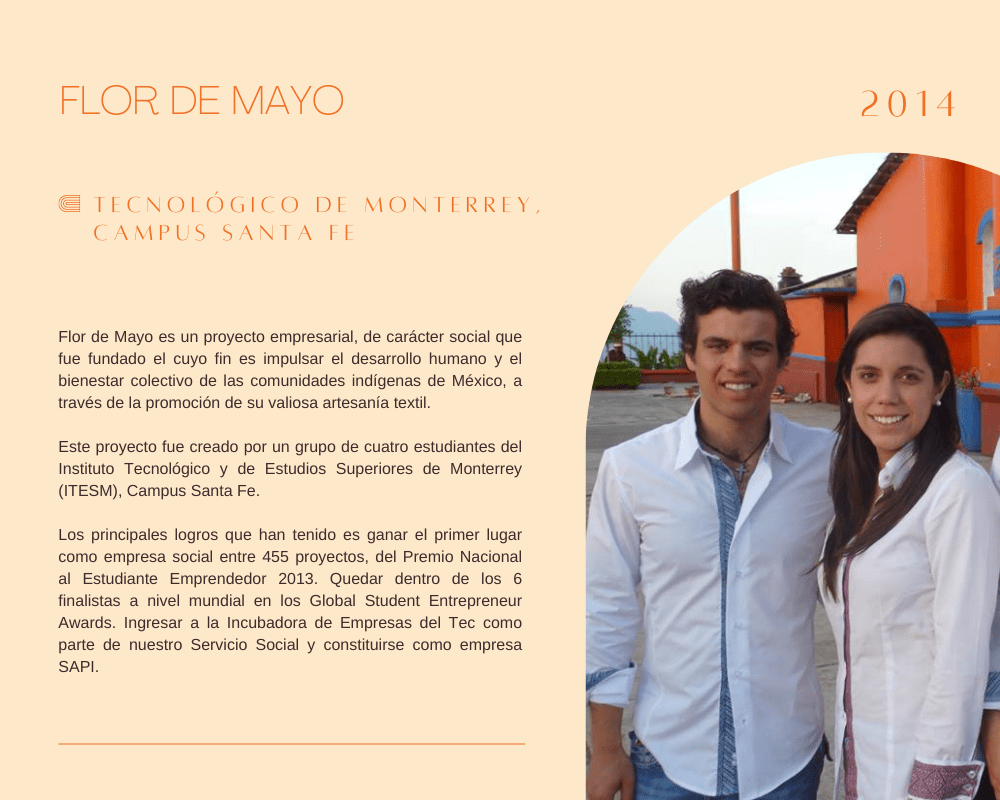 FLOR DE MAYO
2014
TECNOLÓGICO DE MONTERREY,
CAMPUS SANTA FE
Flor de Mayo es un proyecto empresarial, de carácter social que
fue fundado el cuyo fin es impulsar el desarrollo humano y el
bienestar colectivo de las comunidades indígenas de México, a
través de la promoción de su valiosa artesanía textil.
Este proyecto fue creado por un grupo de cuatro estudiantes del
Instituto Tecnológico y de Estudios Superiores de Monterrey
(ITESM), Campus Santa Fe.
Los principales logros que han tenido es ganar el primer lugar
como empresa social entre 455 proyectos, del Premio Nacional
al Estudiante Emprendedor 2013. Quedar dentro de los 6
finalistas a nivel mundial en los Global Student Entrepreneur
Awards. Ingresar a la Incubadora de Empresas del Tec como
parte de nuestro Servicio Social y constituirse como empresa
SAPI.